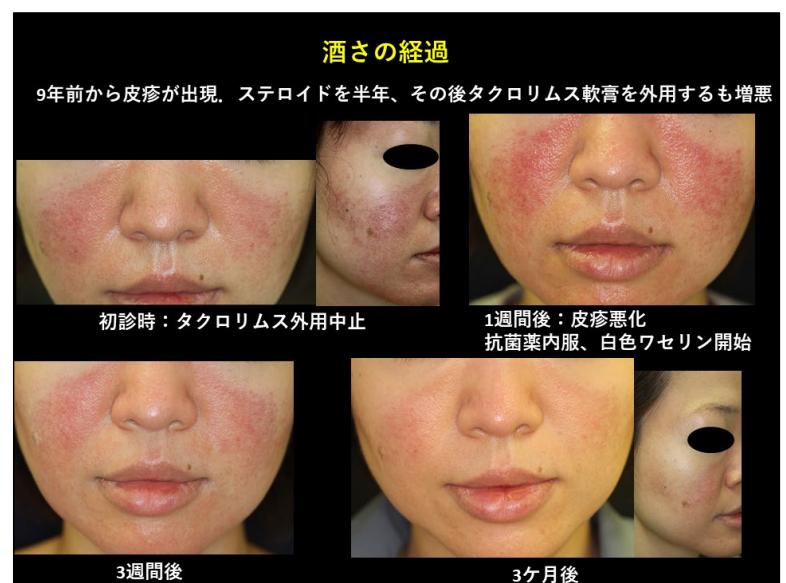 酒さの経過
9年前から皮疹が出現．ステロイドを半年、その後タクロリムス軟膏を外用するも増悪
初診時：タクロリムス外用中止
1週間後：皮疹悪化
抗菌薬内服、白色ワセリン開始
3週間後
3ケ月後